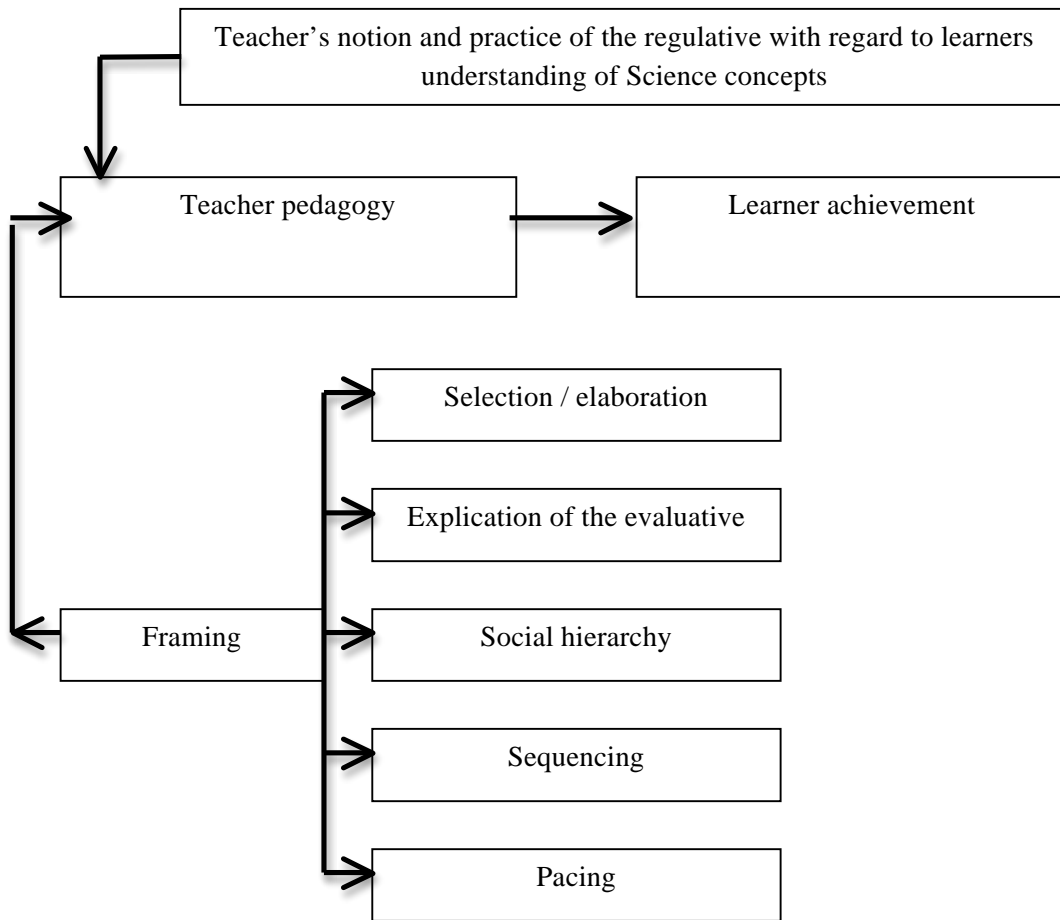 Teacher’s notion and practice of the regulative with regard to learners
understanding of Science concepts
Teacher pedagogy
Learner achievement
Selection / elaboration
Explication of the evaluative
Framing
Social hierarchy
Sequencing
Pacing